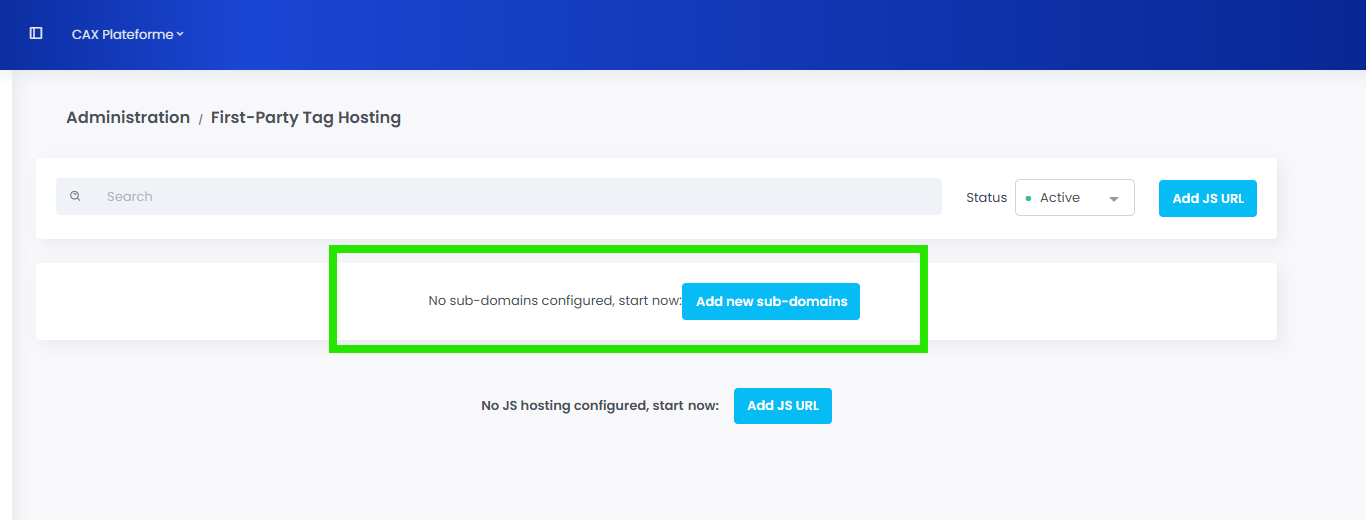 CAX Plateforme
Administration / First-Party Tag Hosting
Search
Status
Active
Add JS URL
No sub-domains configured, start now:
Add new sub-domains
No JS hosting configured, start now:
Add JS URL